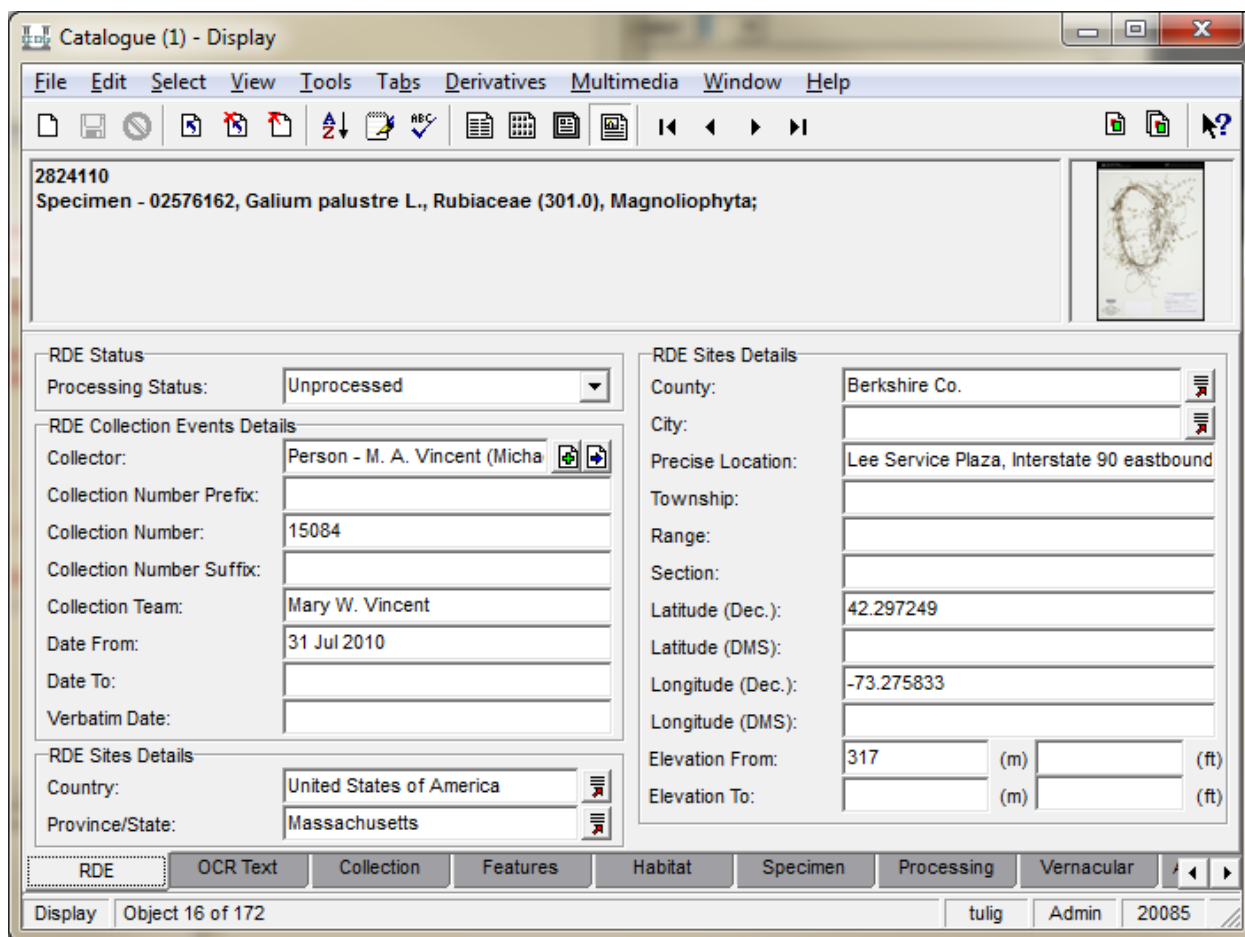 Catalogue (1) - Display
File Edit Select View Tools Tabs Derivatives Multimedia Window Help
2824110
Specimen - 02576162, Galium palustre L., Rubiaceae (301.0), Magnoliophyta;
RDE Status
Processing Status: Unprocessed
RDE Collection Events Details
Collector: Person - M. A. Vincent (Micha
Collection Number Prefix:
Collection Number: 15084
Collection Number Suffix:
Collection Team: Mary W. Vincent
Date From: 31 Jul 2010
Date To:
Verbatim Date:
RDE Sites Details
Country: United States of America
Province/State: Massachusetts
RDE Sites Details
County: Berkshire Co.
City:
Precise Location: Lee Service Plaza, Interstate 90 eastbound
Township:
Range:
Section:
Latitude (Dec.): 42.297249
Latitude (DMS):
Longitude (Dec.): -73.275833
Longitude (DMS):
Elevation From: 317 (m) (ft)
Elevation To: (m) (ft)
RDE OCR Text Collection Features Habitat Specimen Processing Vernacular
Display Object 16 of 172 tulig Admin 20085